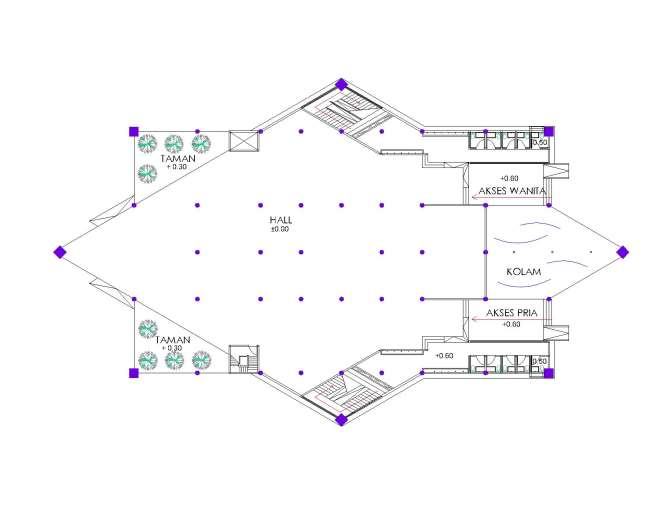 0.50
TAMAN
+ 0.30
+0.60
AKSES WANITA
HALL
±0.00
KOLAM
AKSES PRIA
+0.60
TAMAN
+ 0.30
+0.60
0.50